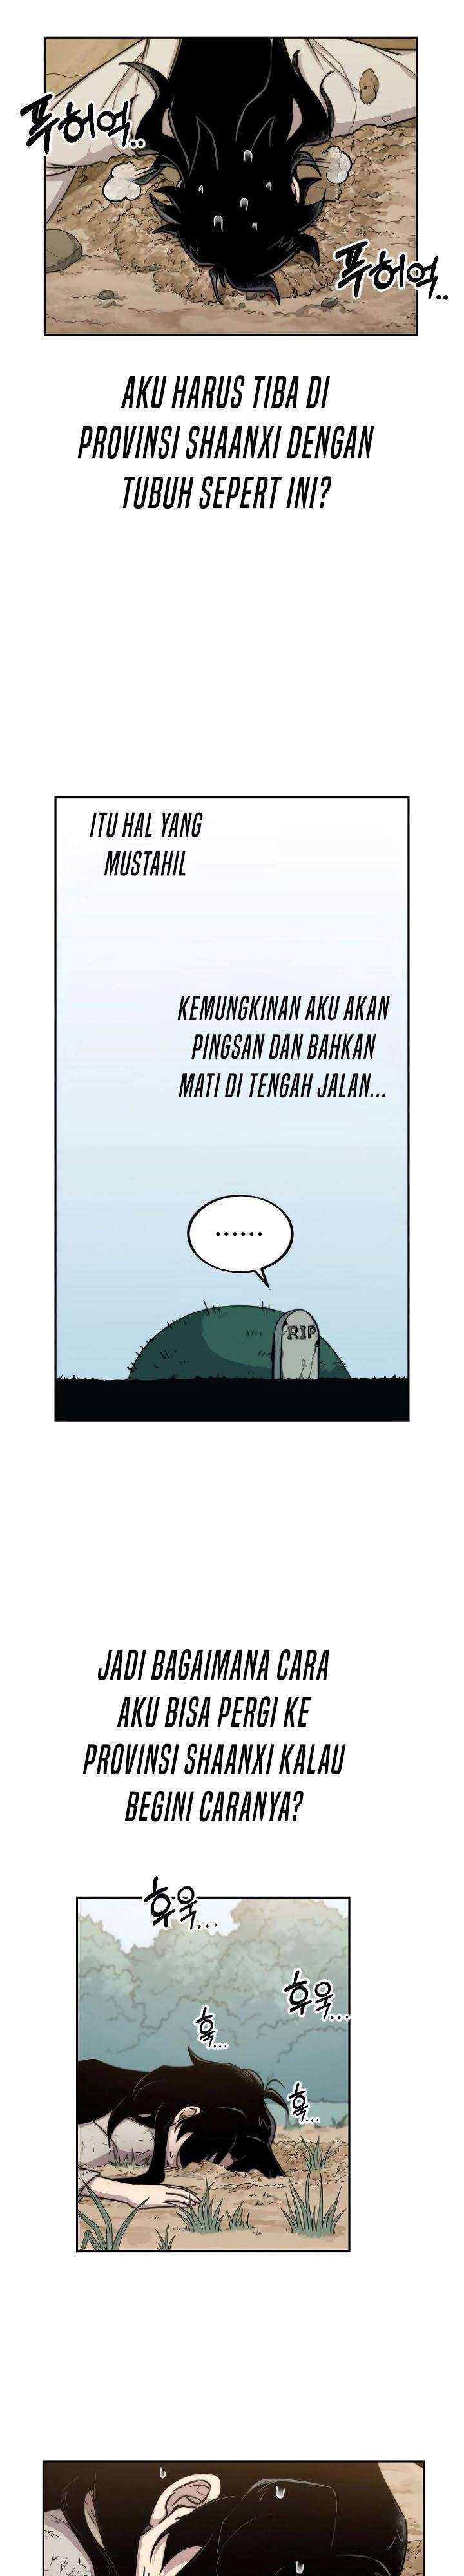 푸허억..
푸허억..
AKU HARUS TIBA DI
PROVINSI SHAANXI DENGAN
TUBUH SEPERT INI?
ITU HAL YANG
MUSTAHIL
KEMUNGKINAN AKU AKAN
PINGSAN DAN BAHKAN
MATI DI TENGAH JALAN...
......
RIP
JADI BAGAIMANA CARA
AKU BISA PERGI KE
PROVINSI SHAANXI KALAU
BEGINI CARANYA?
후욱...
후욱...
훅...
훅...